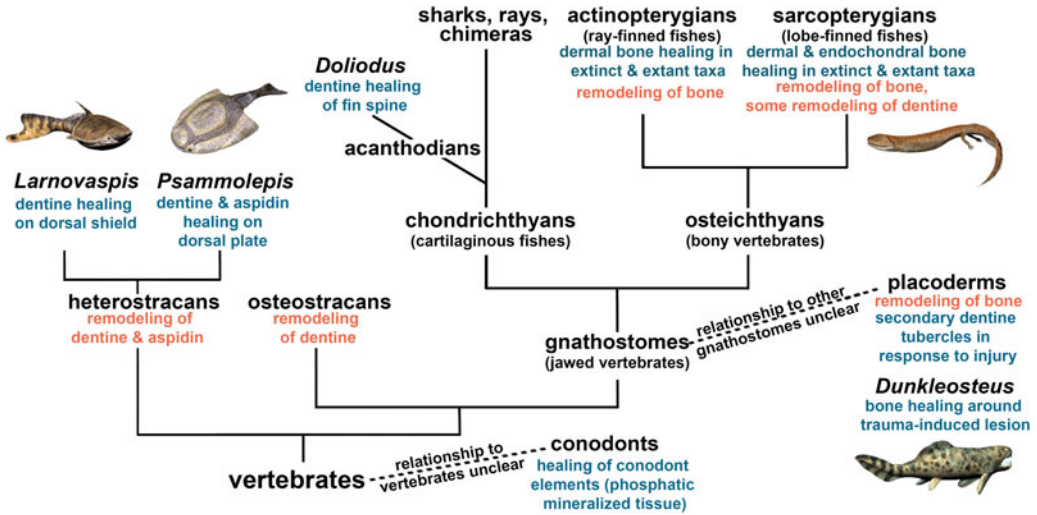 sharks, rays,
chimeras
actinopterygians
(ray-finned fishes)
dermal bone healing in
extinct & extant taxa
remodeling of bone
sarcopterygians
(lobe-finned fishes)
dermal & endochondral bone
healing in extinct & extant taxa
remodeling of bone,
some remodeling of dentine
Doliodus
dentine healing
of fin spine
acanthodians
Larnovaspis
dentine healing
on dorsal shield
Psammolepis
dentine & aspidin
healing on
dorsal plate
chondrichthyans
(cartilaginous fishes)
osteichthyans
(bony vertebrates)
heterostracans
remodeling of
dentine & aspidin
osteostracans
remodeling
of dentine
gnathostomes
(jawed vertebrates)
relationship to other
gnathostomes unclear
placoderms
remodeling of bone
secondary dentine
tubercles in
response to injury
Dunkleosteus
bone healing around
trauma-induced lesion
vertebrates
relationship to
vertebrates unclear
conodonts
healing of conodont
elements (phosphatic
mineralized tissue)